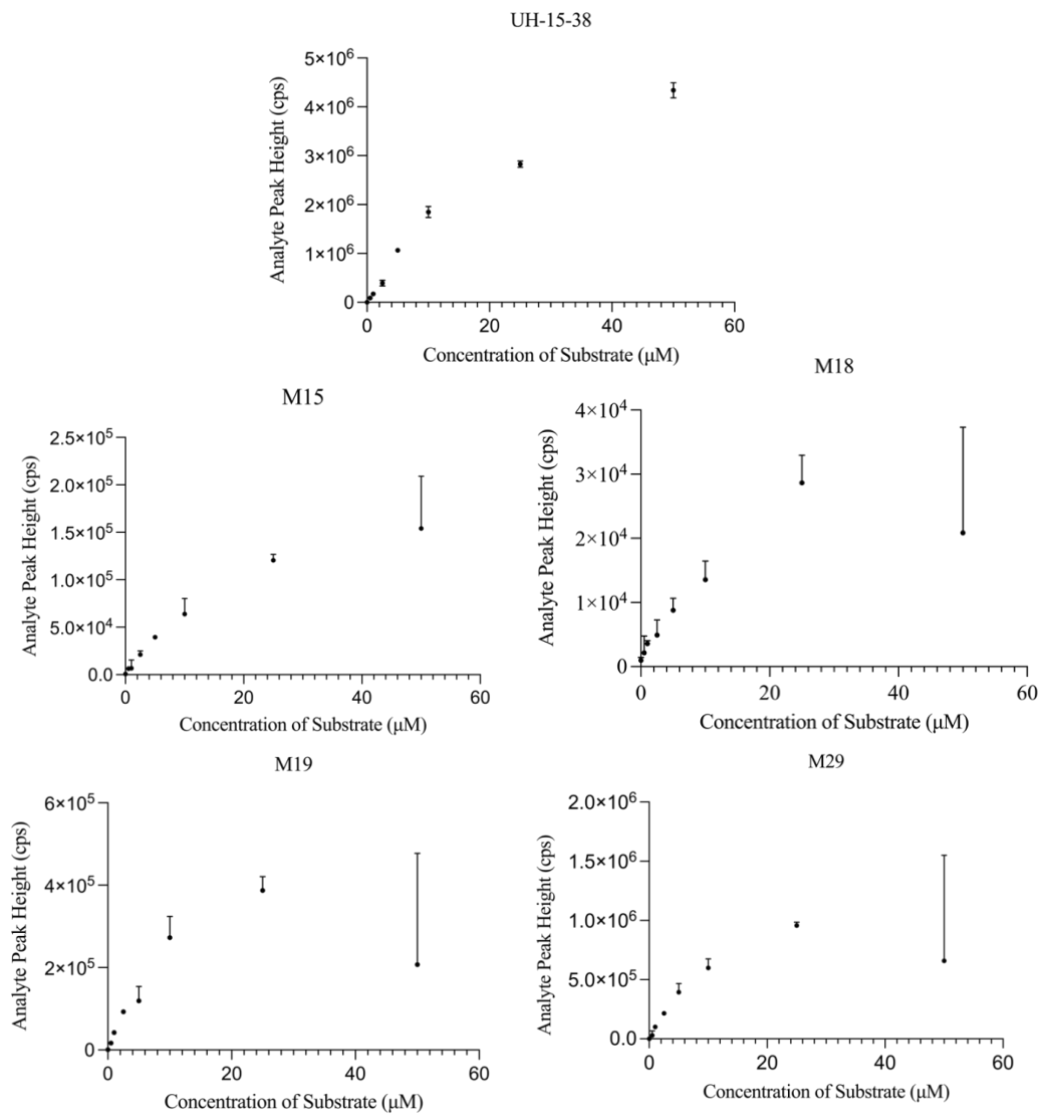 UH-15-38
Analyte Peak Height (cps)
5×10⁶
4×10⁶
3×10⁶
2×10⁶
1×10⁶
0
0 20 40 60
Concentration of Substrate (μM)
M15
Analyte Peak Height (cps)
2.5×10⁵
2.0×10⁵
1.5×10⁵
1.0×10⁵
5.0×10⁴
0.0
0 20 40 60
Concentration of Substrate (μM)
M18
Analyte Peak Height (cps)
4×10⁴
3×10⁴
2×10⁴
1×10⁴
0
0 20 40 60
Concentration of Substrate (μM)
M19
Analyte Peak Height (cps)
6×10⁵
4×10⁵
2×10⁵
0
0 20 40 60
Concentration of Substrate (μM)
M29
Analyte Peak Height (cps)
2.0×10⁶
1.5×10⁶
1.0×10⁶
5.0×10⁵
0.0
0 20 40 60
Concentration of Substrate (μM)